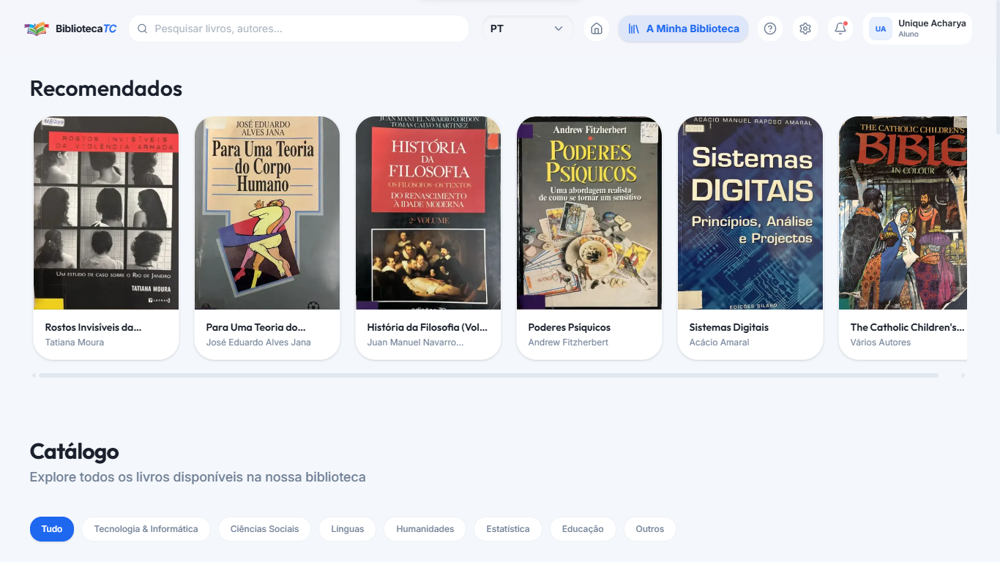 BibliotecaTC
Pesquisar livros, autores...
PT
A Minha Biblioteca
UA
Unique Acharya
Aluno
Recomendados
ROSTOS INVISÍVEIS
DA VIOLÊNCIA ARMADA
UM ESTUDO DE CASO SOBRE O RIO DE JANEIRO
TATIANA MOURA
7LETRAS
Rostos Invisíveis da...
Tatiana Moura
JOSÉ EDUARDO
ALVES JANA
Para Uma Teoria
do Corpo
Humano
Para Uma Teoria do...
José Eduardo Alves Jana
JUAN MANUEL NAVARRO CORDON
TOMAS CALVO MARTINEZ
HISTÓRIA
DA
FILOSOFIA
OS FILÓSOFOS · OS TEXTOS
DO RENASCIMENTO
À IDADE MODERNA
2º VOLUME
História da Filosofia (Vol...
Juan Manuel Navarro...
Andrew Fitzherbert
PODERES
PSÍQUICOS
Uma abordagem realista
de como se tornar um sensitivo
Poderes Psíquicos
Andrew Fitzherbert
ACÁCIO MANUEL RAPOSO AMARAL
Sistemas
DIGITAIS
Princípios, Análise
e Projectos
EDIÇÕES SÍLABO
Sistemas Digitais
Acácio Amaral
THE CATHOLIC CHILDREN'S
BIBLE
IN COLOUR
The Catholic Children's...
Vários Autores
Catálogo
Explore todos os livros disponíveis na nossa biblioteca
Tudo
Tecnologia & Informática
Ciências Sociais
Línguas
Humanidades
Estatística
Educação
Outros